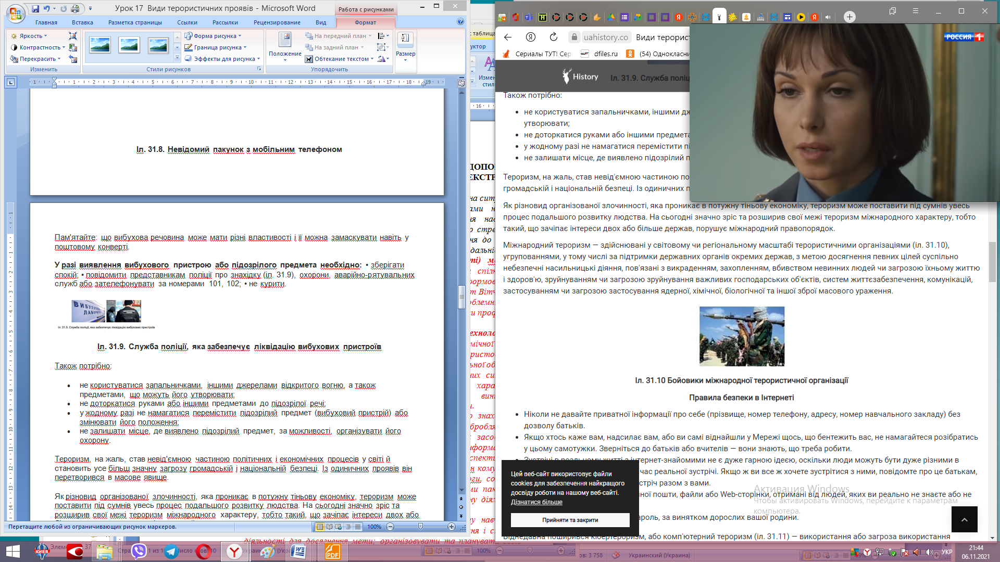 Урок 17 Види терористичних проявів - Microsoft Word
Работа с рисунками
Главная
Вставка
Разметка страницы
Ссылки
Рассылки
Рецензирование
Вид
Формат
Яркость
Контрастность
Перекрасить
Изменить
Стили рисунков
Форма рисунка
Граница рисунка
Эффекты для рисунка
Положение
На передний план
На задний план
Обтекание текстом
Упорядочить
Размер
Іл. 31.8. Невідомий пакунок з мобільним телефоном
Пам'ятайте: що вибухова речовина може мати різні властивості і її можна замаскувати навіть у
поштовому конверті.
У разі виявлення вибухового пристрою або підозрілого предмета необхідно: • зберігати
спокій; • повідомити представникам поліції про знахідку (іл. 31.9), охорони, аварійно-рятувальних
служб або зателефонувати за номерами 101, 102; • не курити.
Іл. 31.9. Служба поліції, яка забезпечує ліквідацію вибухових пристроїв
Іл. 31.9. Служба поліції, яка забезпечує ліквідацію вибухових пристроїв
Також потрібно:
• не користуватися запальничками, іншими джерелами відкритого вогню, а також
предметами, що можуть його утворювати;
• не доторкатися руками або іншими предметами до підозрілої речі;
• у жодному разі не намагатися перемістити підозрілий предмет (вибуховий пристрій) або
змінювати його положення;
• не залишати місце, де виявлено підозрілий предмет, за можливості, організувати його
охорону.
Тероризм, на жаль, став невід'ємною частиною політичних і економічних процесів у світі й
становить усе більш значну загрозу громадській і національній безпеці. Із одиничних проявів він
перетворився в масове явище.
Як різновид організованої злочинності, яка проникає в потужну тіньову економіку, тероризм може
поставити під сумнів увесь процес подальшого розвитку людства. На сьогодні значно зріс та
розширив свої межі тероризм міжнародного характеру, тобто такий, що зачіпає інтереси двох або
Перетащите любой из ограничивающих рисунок маркеров.
100%
uahistory.co
Види терорист
Сериалы ТУТ! Сер
dfiles.ru
(54) Однокласни
History
Іл. 31.9. Служба поліц
РОССИЯ 1
Також потрібно:
• не користуватися запальничками, іншими дж
утворювати;
• не доторкатися руками або іншими предмета
• у жодному разі не намагатися перемістити пі
• не залишати місце, де виявлено підозрілий п
Тероризм, на жаль, став невід'ємною частиною по
громадській і національній безпеці. Із одиничних п
Як різновид організованої злочинності, яка проникає в потужну тіньову економіку, тероризм може поставити під сумнів увесь
процес подальшого розвитку людства. На сьогодні значно зріс та розширив свої межі тероризм міжнародного характеру, тобто
такий, що зачіпає інтереси двох або більше держав, порушує міжнародний правопорядок.
Міжнародний тероризм — здійснювані у світовому чи регіональному масштабі терористичними організаціями (іл. 31.10),
угрупованнями, у тому числі за підтримки державних органів окремих держав, з метою досягнення певних цілей суспільно
небезпечні насильницькі діяння, пов'язані з викраденням, захопленням, вбивством невинних людей чи загрозою їхньому життю
і здоров'ю, зруйнуванням чи загрозою зруйнування важливих господарських об'єктів, систем життєзабезпечення, комунікацій,
застосуванням чи загрозою застосування ядерної, хімічної, біологічної та іншої зброї масового ураження.
Іл. 31.10 Бойовики міжнародної терористичної організації
Правила безпеки в Інтернеті
• Ніколи не давайте приватної інформації про себе (прізвище, номер телефону, адресу, номер навчального закладу) без
дозволу батьків.
• Якщо хтось каже вам, надсилає вам, або ви самі віднайшли у Мережі щось, що бентежить вас, не намагайтеся розібратись
у цьому самотужки. Зверніться до батьків або вчителів — вони знають, що треба робити.
• Зустрічі в реальному житті з інтернет-знайомими не є дуже гарною ідеєю, оскільки люди можуть бути дуже різними в
час реальної зустрічі. Якщо ж ви все ж хочете зустрітися з ними, повідомте про це батькам,
стріч разом з вами.
ної пошти, файли або Web-сторінки, отримані від людей, яких ви реально не знаєте або не
ароль, за винятком дорослих вашої родини.
Віднедавна поширився кібертероризм, або комп'ютерний тероризм (іл. 31.11) — використання або загроза використання
Цей веб-сайт використовує файли
cookies для забезпечення найкращого
досвіду роботи на нашому веб-сайті.
Дізнатися більше
Прийняти та закрити
Активация Windows
Чтобы активировать Windows, перейдите к параметрам
компьютера.
діяльності для досягнення мети; організовувати та планувати
100%
Украинский (Украина)
УКР
21:44
06.11.2021